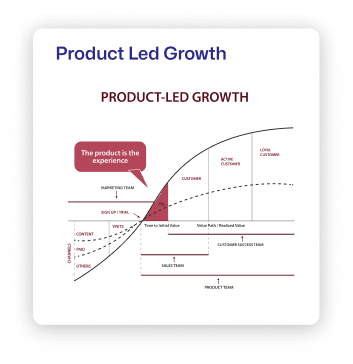 Product Led Growth
PRODUCT-LED GROWTH
The product is the
experience
LOYAL
CUSTOMER
ACTIVE
CUSTOMER
CUSTOMER
MARKETING TEAM
SIGN UP / TRIAL
VISITS
Time to Initial Value
Value Path / Realized Value
CONTENT
PAID
OTHERS
CHANNELS
CUSTOMER SUCCESS TEAM
SALES TEAM
PRODUCT TEAM